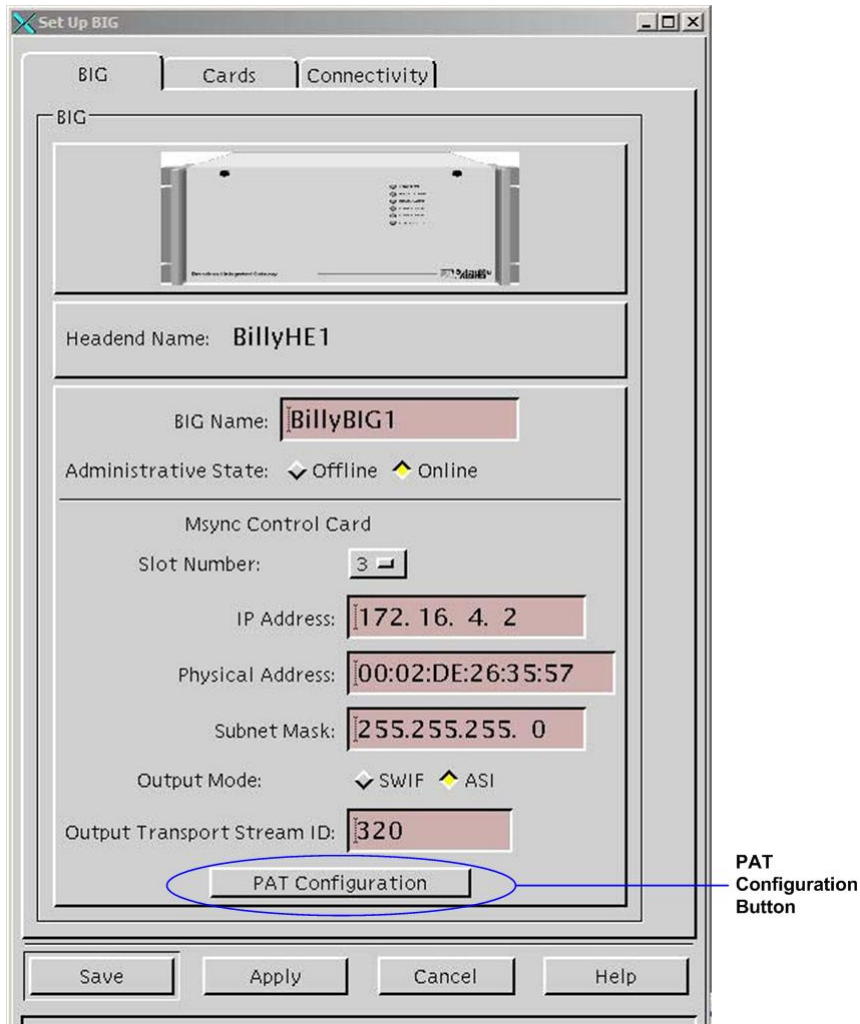 Set Up BIG
BIG
Cards
Connectivity
BIG
Headend Name: BillyHE1
BIG Name: BillyBIG1
Administrative State: Offline Online
Msync Control Card
Slot Number: 3
IP Address: 172. 16. 4. 2
Physical Address: 00:02:DE:26:35:57
Subnet Mask: 255.255.255. 0
Output Mode: SWIF ASI
Output Transport Stream ID: 320
PAT Configuration
PAT
Configuration
Button
Save
Apply
Cancel
Help